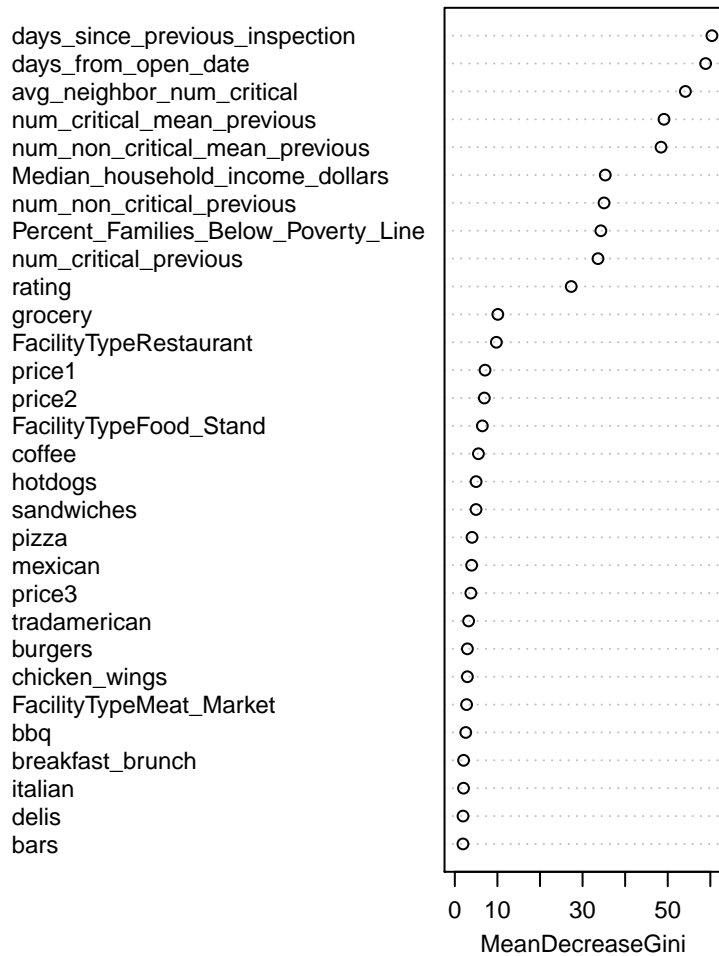 days_since_previous_inspection
days_from_open_date
avg_neighbor_num_critical
num_critical_mean_previous
num_non_critical_mean_previous
Median_household_income_dollars
num_non_critical_previous
Percent_Families_Below_Poverty_Line
num_critical_previous
rating
grocery
FacilityTypeRestaurant
price1
price2
FacilityTypeFood_Stand
coffee
hotdogs
sandwiches
pizza
mexican
price3
tradamerican
burgers
chicken_wings
FacilityTypeMeat_Market
bbq
breakfast_brunch
italian
delis
bars
0 10 30 50
MeanDecreaseGini